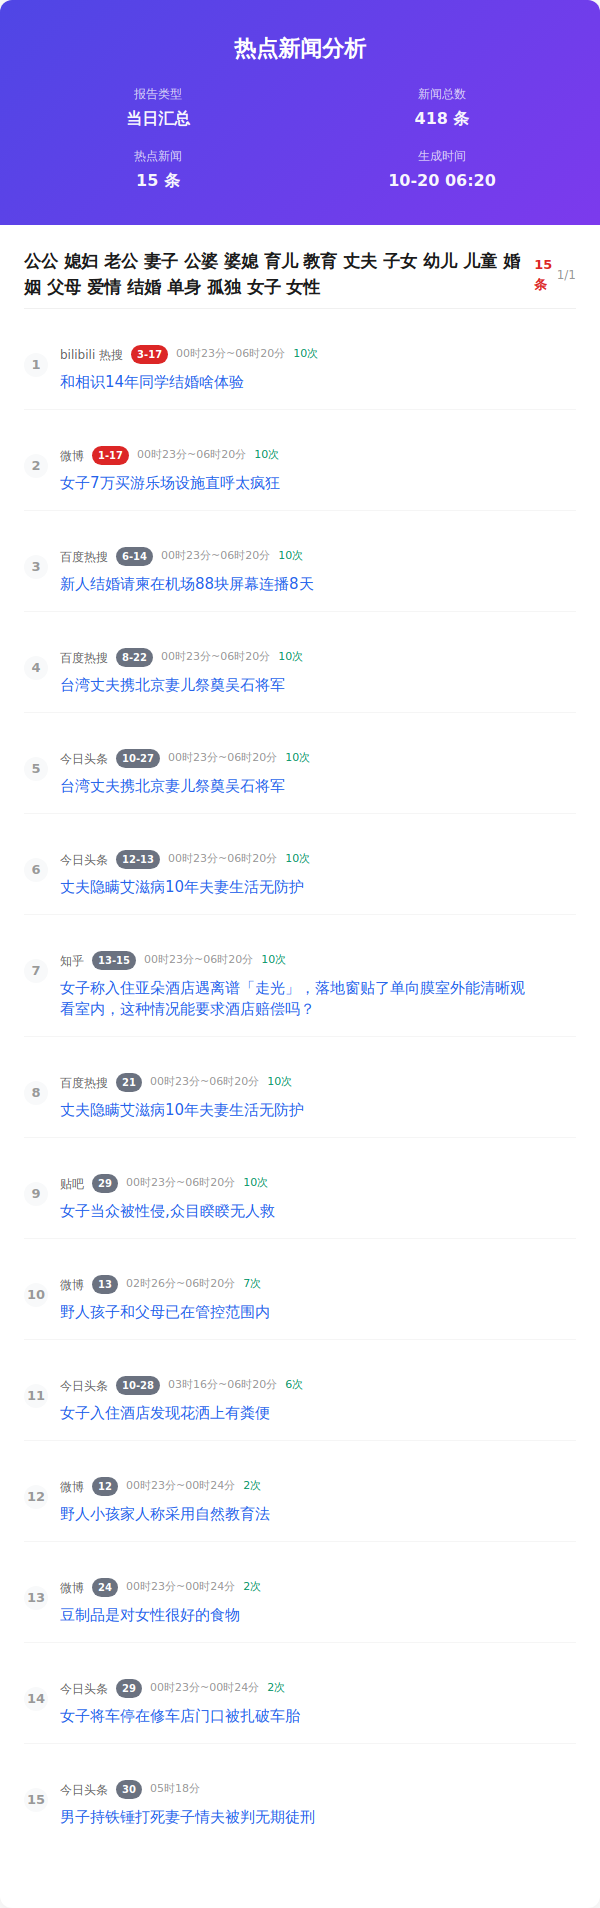 热点新闻分析
报告类型
新闻总数
当日汇总
418 条
热点新闻
生成时间
15 条
10-20 06:20
公公 媳妇 老公 妻子 公婆 婆媳 育儿 教育 丈夫 子女 幼儿 儿童 婚
姻 父母 爱情 结婚 单身 孤独 女子 女性
15
条
1/1
1
bilibili 热搜 3-17 00时23分~06时20分 10次
和相识14年同学结婚啥体验
2
微博 1-17 00时23分~06时20分 10次
女子7万买游乐场设施直呼太疯狂
3
百度热搜 6-14 00时23分~06时20分 10次
新人结婚请柬在机场88块屏幕连播8天
4
百度热搜 8-22 00时23分~06时20分 10次
台湾丈夫携北京妻儿祭奠吴石将军
5
今日头条 10-27 00时23分~06时20分 10次
台湾丈夫携北京妻儿祭奠吴石将军
6
今日头条 12-13 00时23分~06时20分 10次
丈夫隐瞒艾滋病10年夫妻生活无防护
7
知乎 13-15 00时23分~06时20分 10次
女子称入住亚朵酒店遇离谱「走光」，落地窗贴了单向膜室外能清晰观
看室内，这种情况能要求酒店赔偿吗？
8
百度热搜 21 00时23分~06时20分 10次
丈夫隐瞒艾滋病10年夫妻生活无防护
9
贴吧 29 00时23分~06时20分 10次
女子当众被性侵,众目睽睽无人救
10
微博 13 02时26分~06时20分 7次
野人孩子和父母已在管控范围内
11
今日头条 10-28 03时16分~06时20分 6次
女子入住酒店发现花洒上有粪便
12
微博 12 00时23分~00时24分 2次
野人小孩家人称采用自然教育法
13
微博 24 00时23分~00时24分 2次
豆制品是对女性很好的食物
14
今日头条 29 00时23分~00时24分 2次
女子将车停在修车店门口被扎破车胎
15
今日头条 30 05时18分
男子持铁锤打死妻子情夫被判无期徒刑